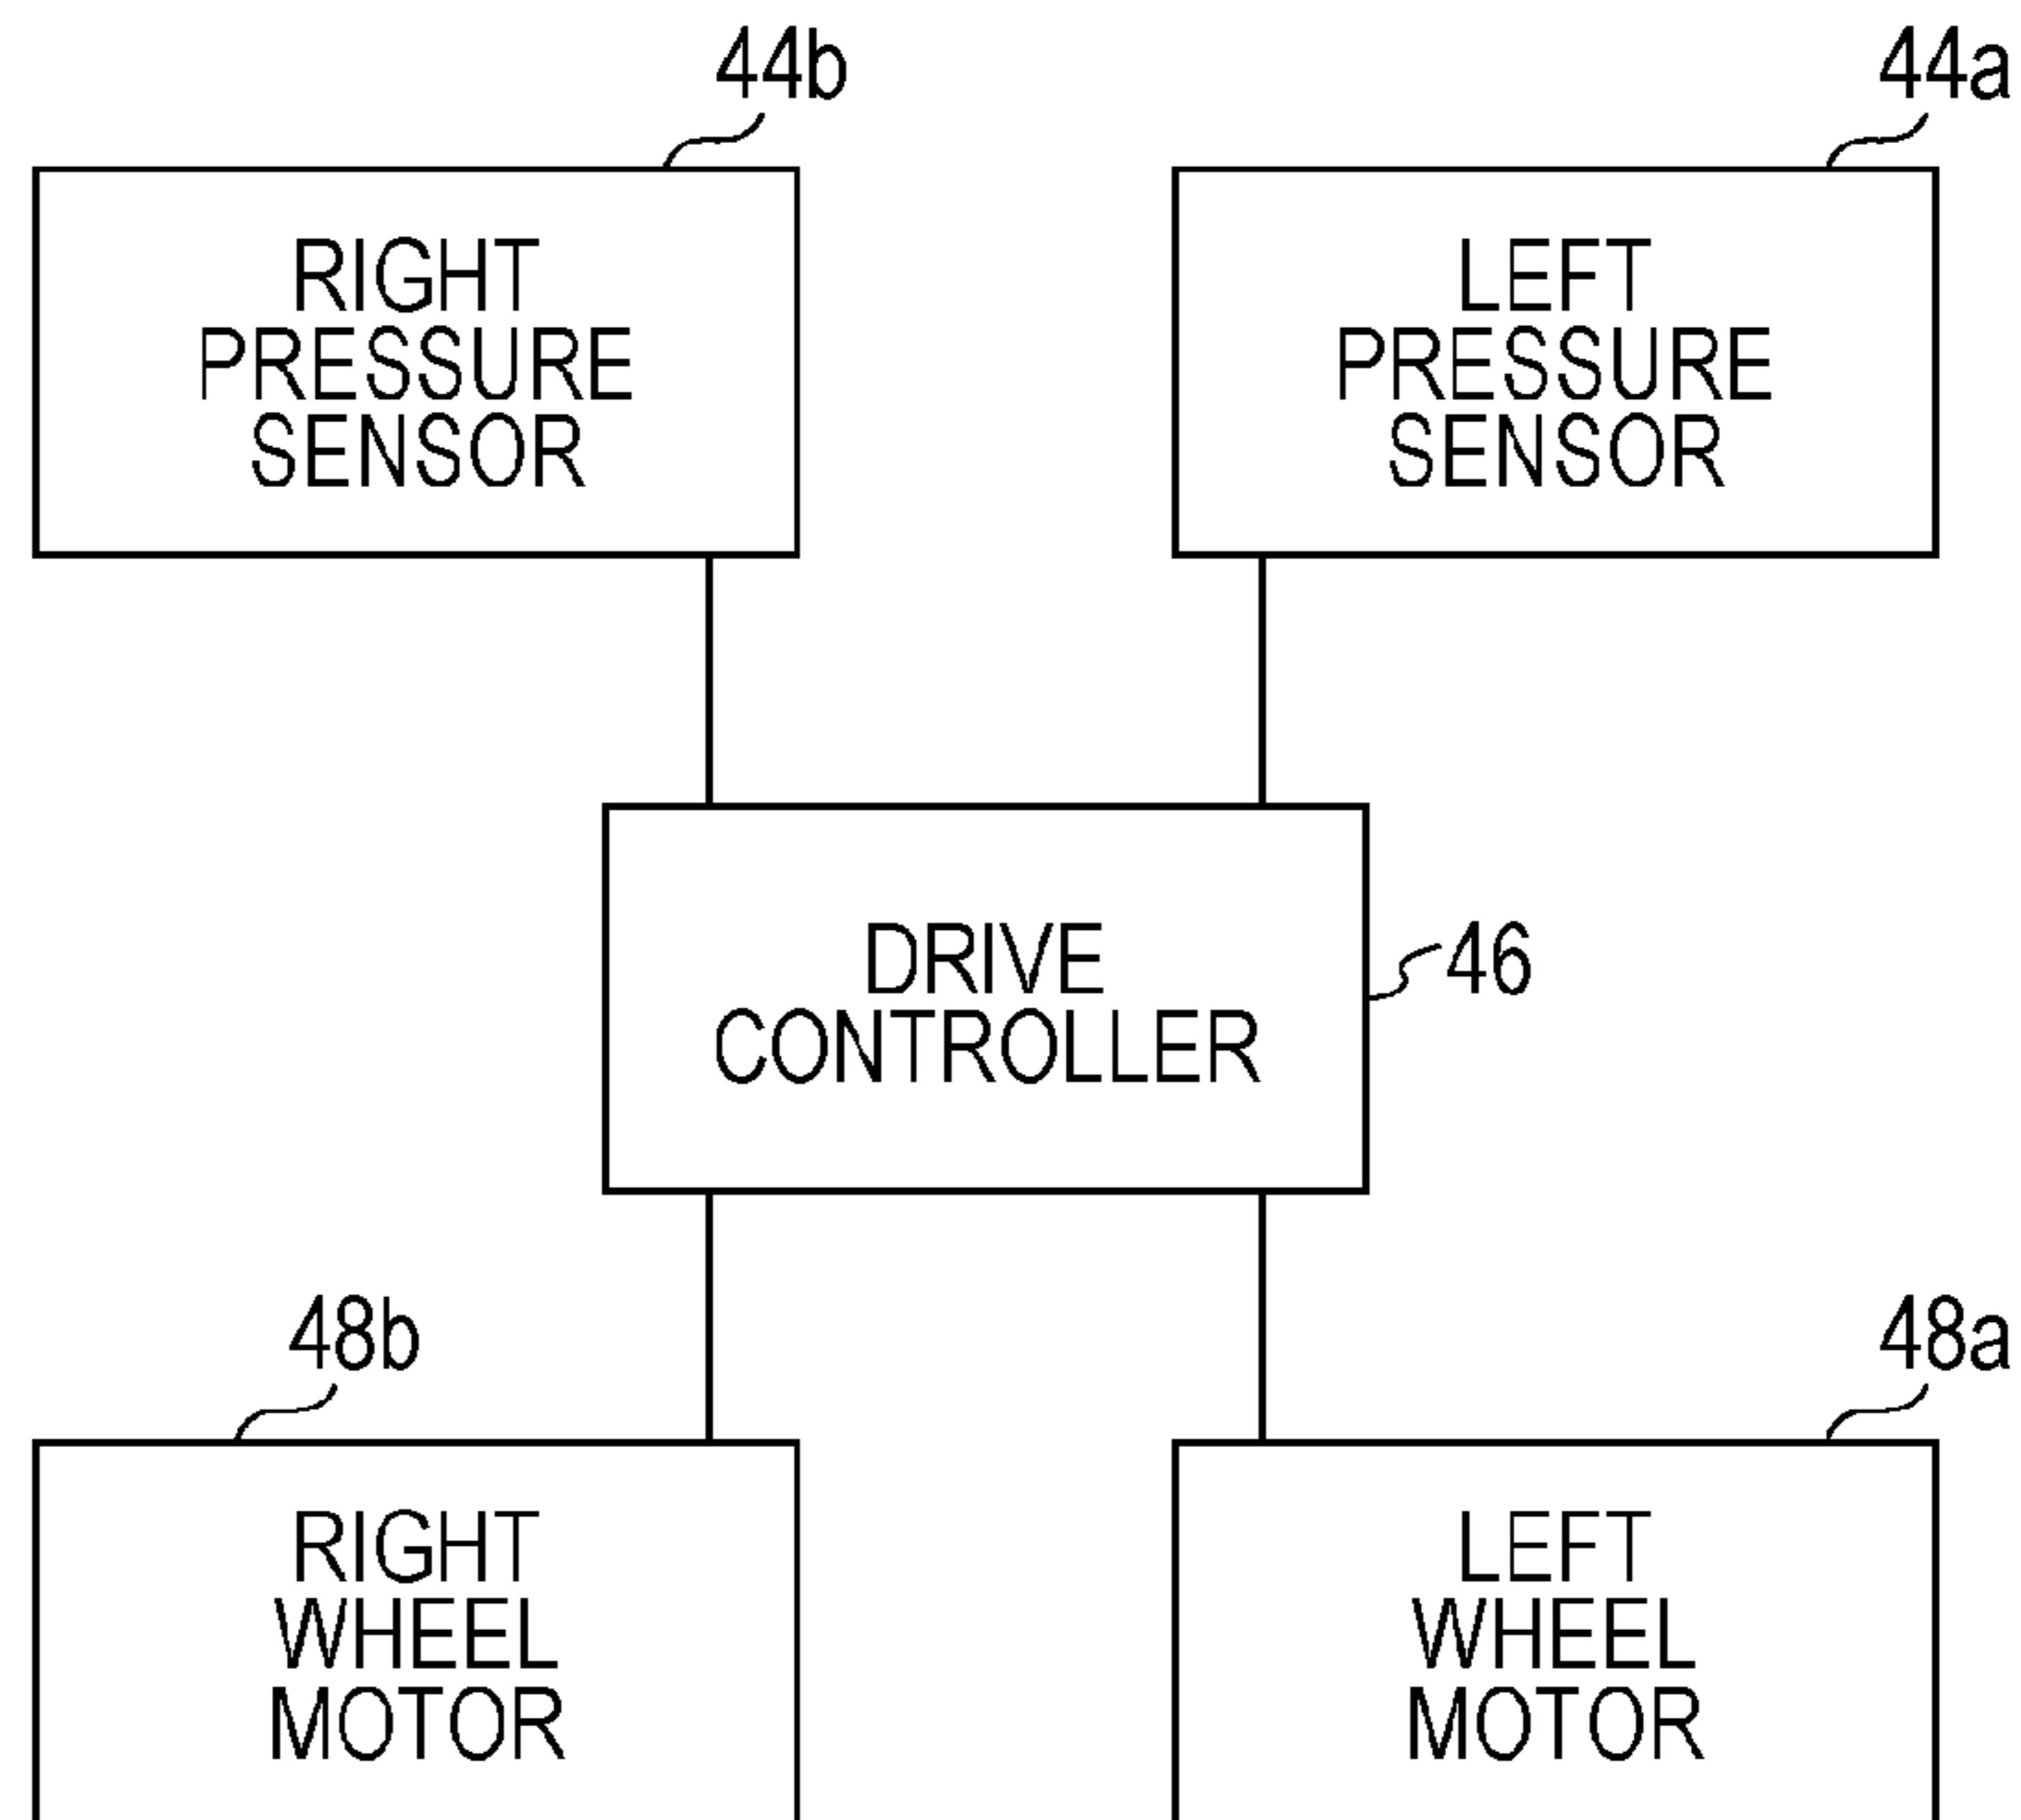 44b
44a
RIGHT
PRESSURE
SENSOR
LEFT
PRESSURE
SENSOR
DRIVE
CONTROLLER
46
48b
48a
RIGHT
WHEEL
MOTOR
LEFT
WHEEL
MOTOR